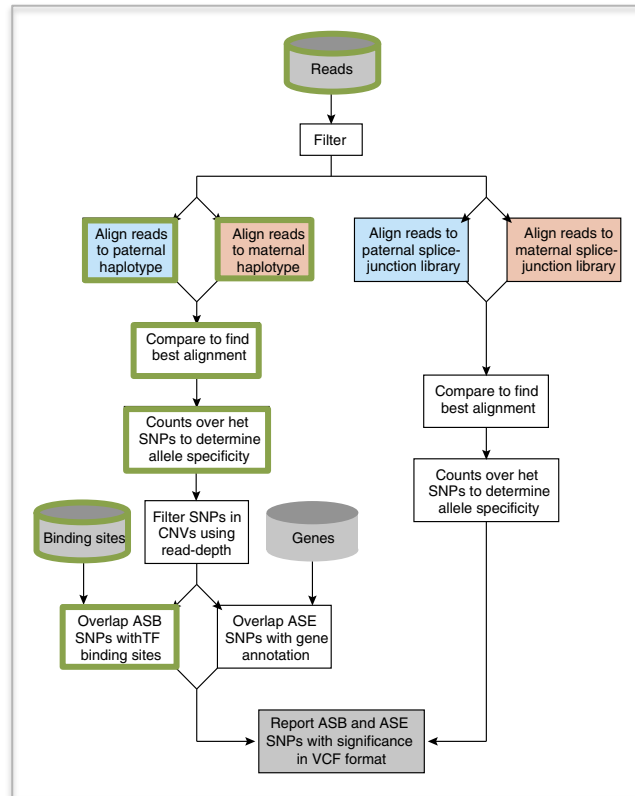 Reads
Filter
Align reads
to paternal
haplotype
Align reads
to maternal
haplotype
Align reads to
paternal splice-
junction library
Align reads to
maternal splice-
junction library
Compare to find
best alignment
Counts over het
SNPs to determine
allele specificity
Compare to find
best alignment
Counts over het
SNPs to determine
allele specificity
Binding sites
Filter SNPs in
CNVs using
read-depth
Genes
Overlap ASB
SNPs withTF
binding sites
Overlap ASE
SNPs with gene
annotation
Report ASB and ASE
SNPs with significance
in VCF format